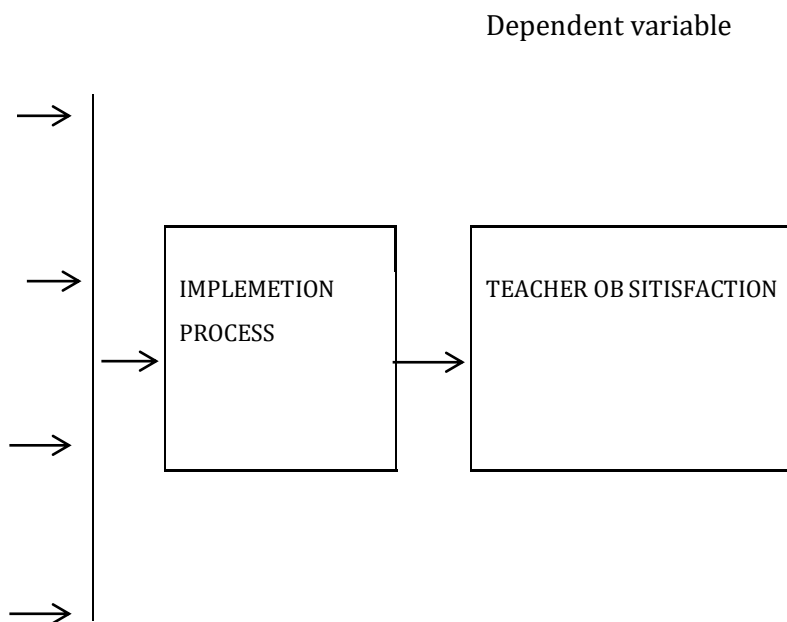 Dependent variable
IMPLEMETION
PROCESS
TEACHER OB SITISFACTION